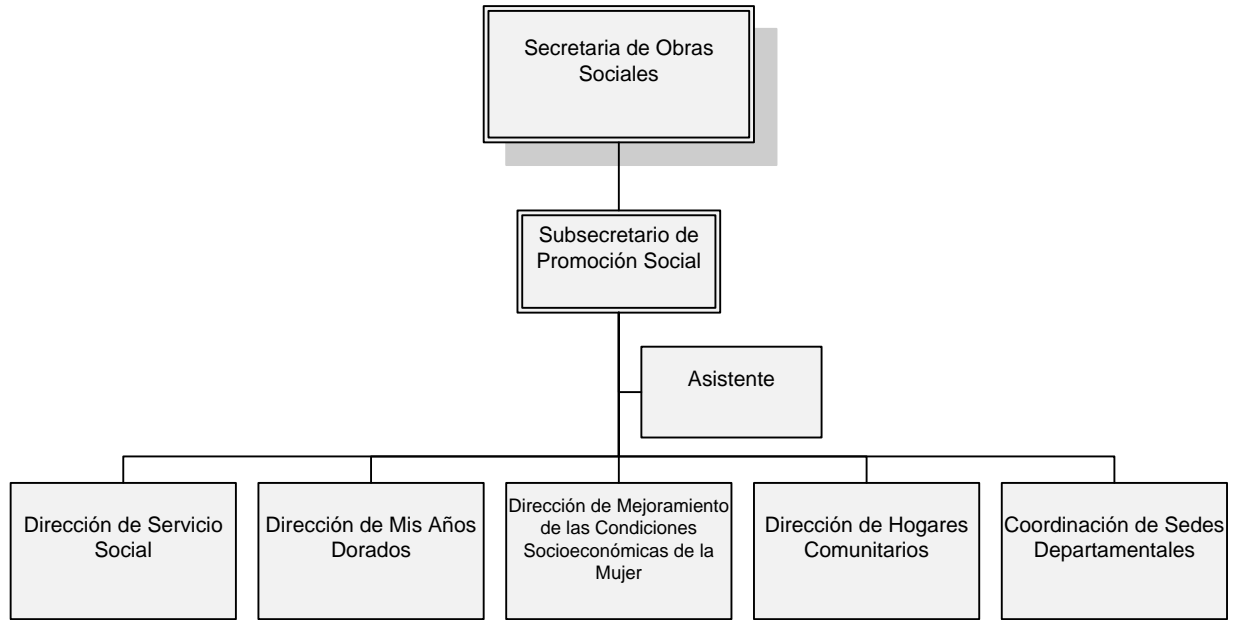 Secretaria de Obras
Sociales
Subsecretario de
Promoción Social
Asistente
Dirección de Servicio
Social
Dirección de Mis Años
Dorados
Dirección de Mejoramiento
de las Condiciones
Socioeconómicas de la
Mujer
Dirección de Hogares
Comunitarios
Coordinación de Sedes
Departamentales